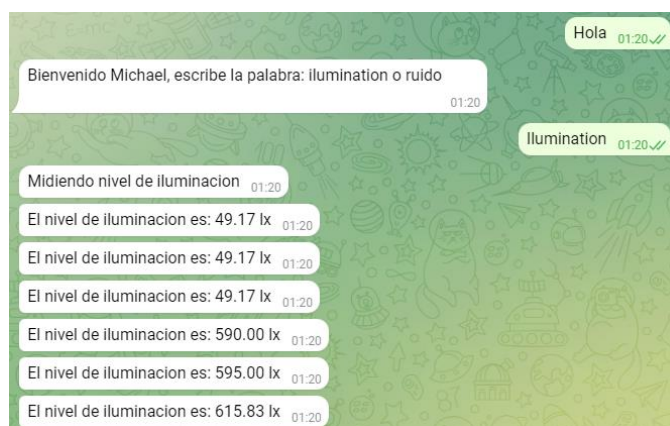 Hola 01:20
Bienvenido Michael, escribe la palabra: ilumination o ruido
01:20
Ilumination 01:20
Midiendo nivel de iluminacion 01:20
El nivel de iluminacion es: 49.17 lx 01:20
El nivel de iluminacion es: 49.17 lx 01:20
El nivel de iluminacion es: 49.17 lx 01:20
El nivel de iluminacion es: 590.00 lx 01:20
El nivel de iluminacion es: 595.00 lx 01:20
El nivel de iluminacion es: 615.83 lx 01:20